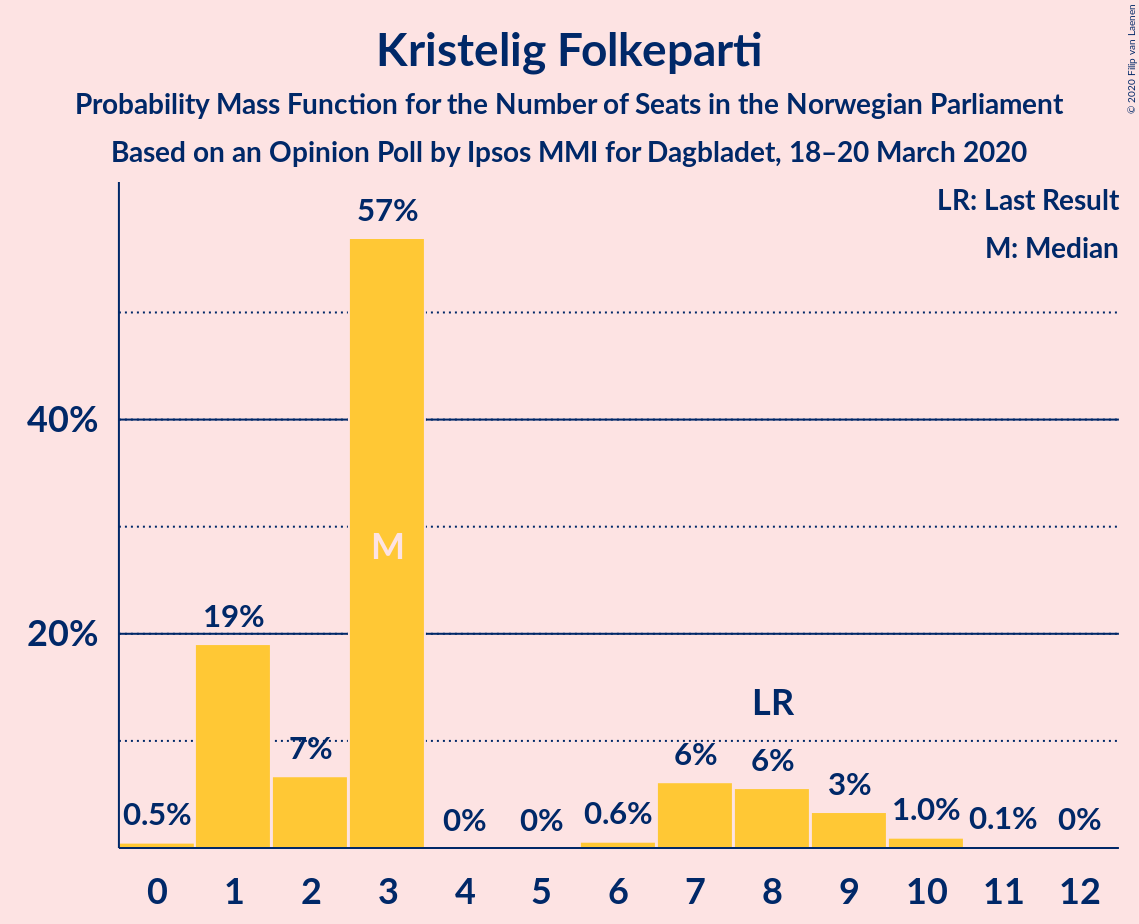 Kristelig Folkeparti
Probability Mass Function for the Number of Seats in the Norwegian Parliament
Based on an Opinion Poll by Ipsos MMI for Dagbladet, 18–20 March 2020
© 2020 Filip van Laenen
LR: Last Result
M: Median
57%
40%
M
19%
20%
LR
0.5%
7%
0%
0%
0.6%
6%
6%
3%
1.0%
0.1%
0%
0 1 2 3 4 5 6 7 8 9 10 11 12